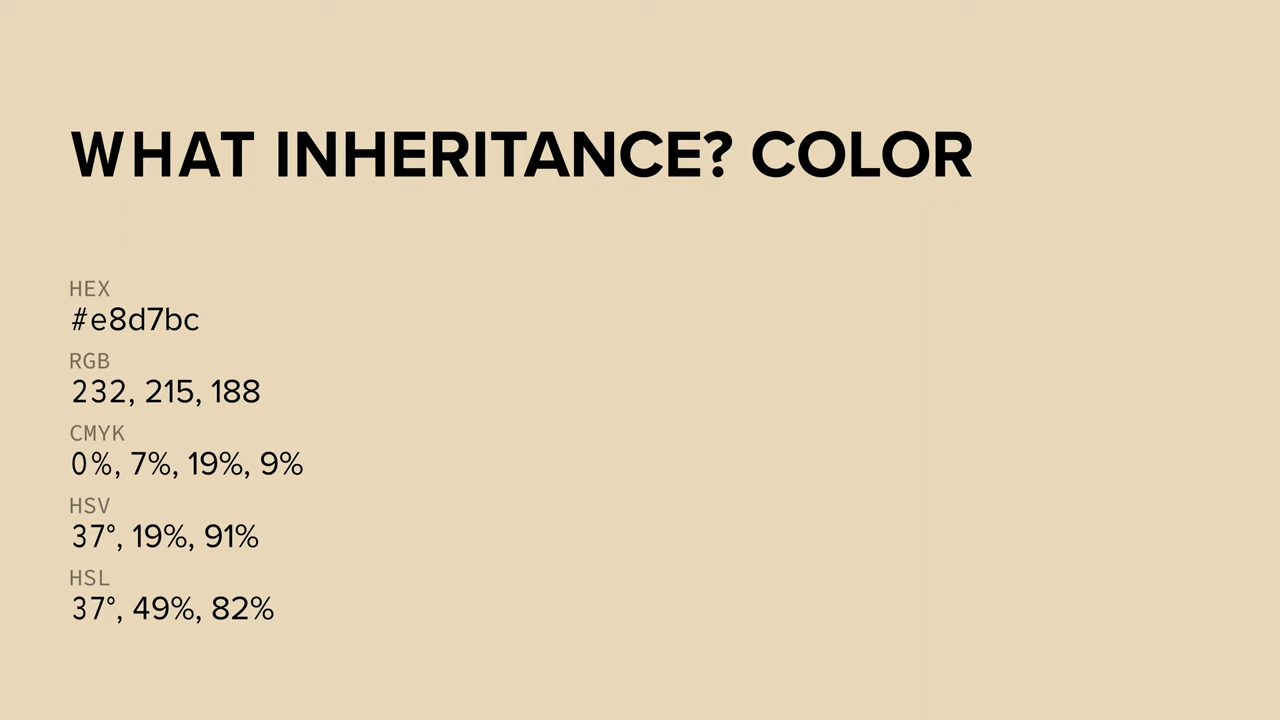 WHAT INHERITANCE? COLOR
HEX
#e8d7bc
RGB
232, 215, 188
CMYK
0%, 7%, 19%, 9%
HSV
37°, 19%, 91%
HSL
37°, 49%, 82%